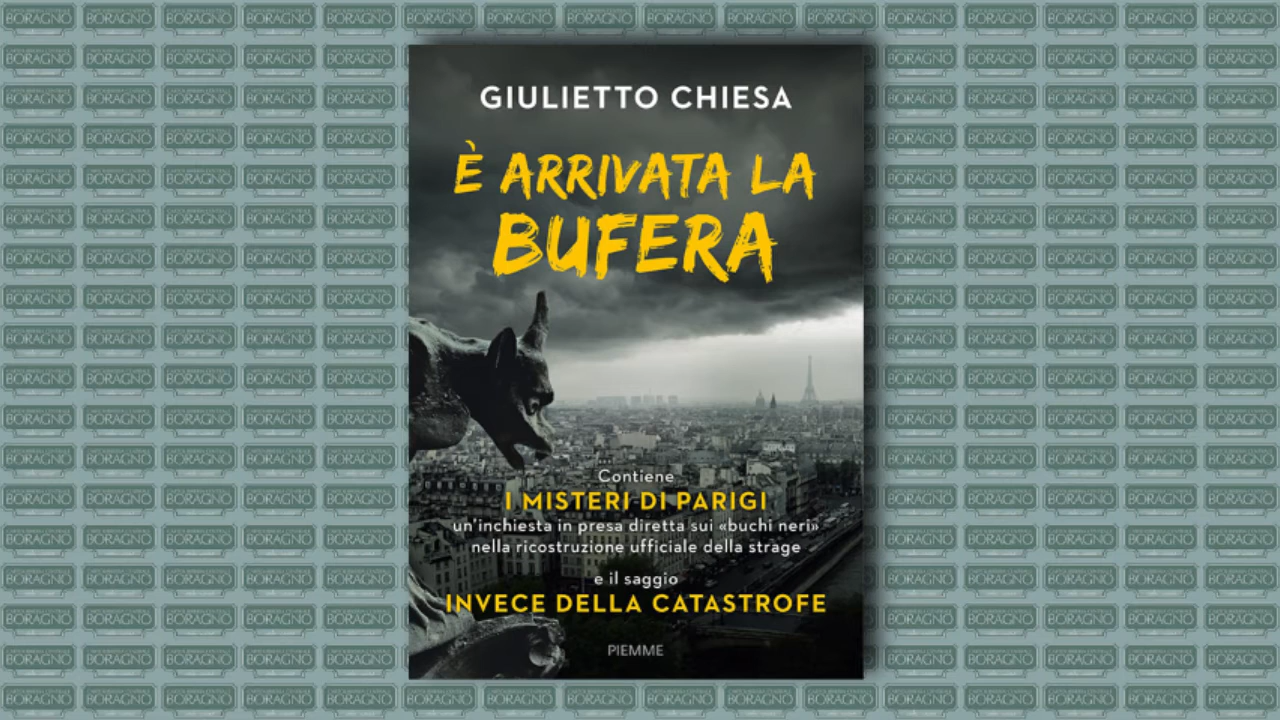 GIULIETTO CHIESA
È ARRIVATA LA
BUFERA
Contiene
I MISTERI DI PARIGI
un'inchiesta in presa diretta sui «buchi neri»
nella ricostruzione ufficiale della strage
e il saggio
INVECE DELLA CATASTROFE
PIEMME
BORAGNO